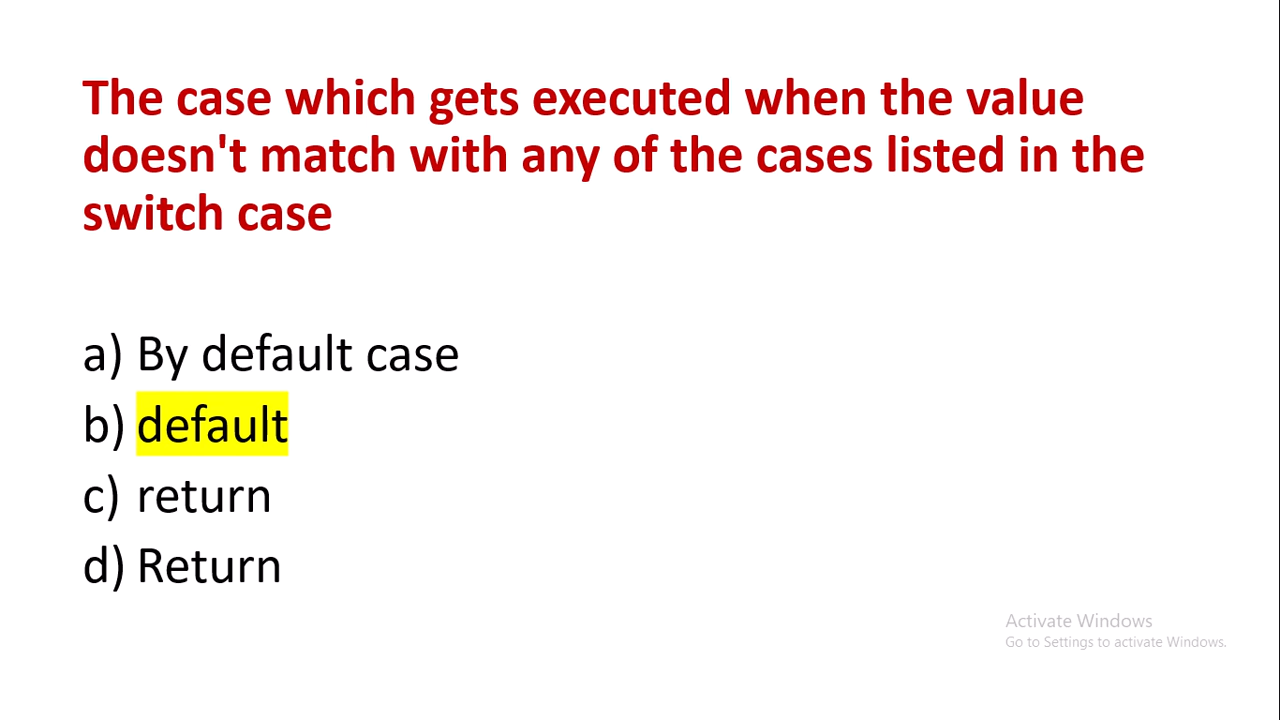 The case which gets executed when the value
doesn't match with any of the cases listed in the
switch case
a) By default case
b) default
c) return
d) Return
Activate Windows
Go to Settings to activate Windows.